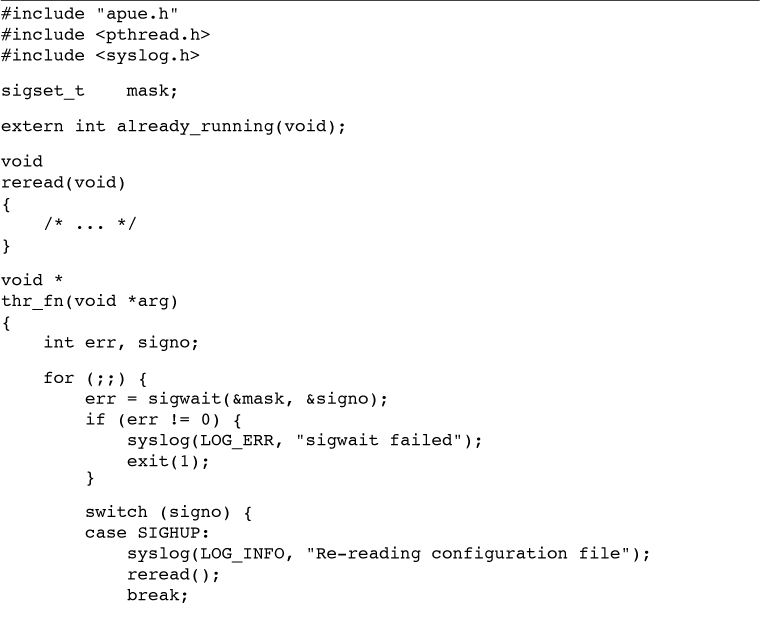 #include "apue.h"
#include <pthread.h>
#include <syslog.h>

sigset_t    mask;

extern int already_running(void);

void
reread(void)
{
    /* ... */
}

void *
thr_fn(void *arg)
{
    int err, signo;

    for (;;) {
        err = sigwait(&mask, &signo);
        if (err != 0) {
            syslog(LOG_ERR, "sigwait failed");
            exit(1);
        }

        switch (signo) {
        case SIGHUP:
            syslog(LOG_INFO, "Re-reading configuration file");
            reread();
            break;